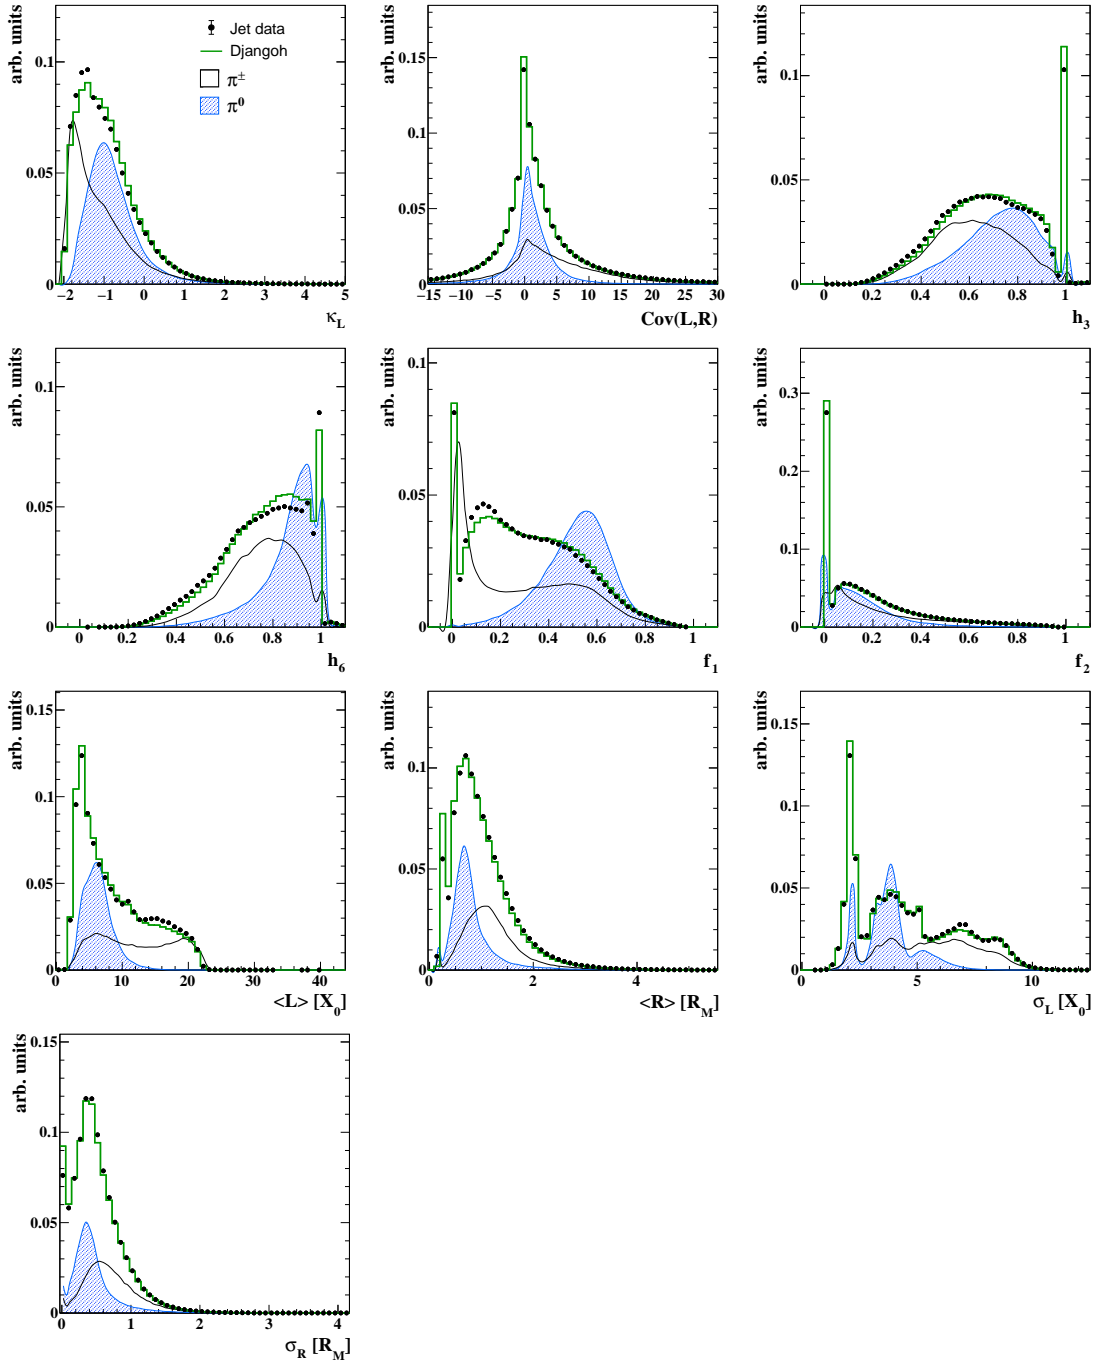 arb. units
0.1
0.05
0
−2 −1 0 1 2 3 4 5
κ_L
Jet data
Djangoh
π±
π⁰
arb. units
0.15
0.1
0.05
0
−15 −10 −5 0 5 10 15 20 25 30
Cov(L,R)
arb. units
0.1
0.05
0
0 0.2 0.4 0.6 0.8 1
h₃
arb. units
0.1
0.05
0
0 0.2 0.4 0.6 0.8 1
h₆
arb. units
0.1
0.05
0
0 0.2 0.4 0.6 0.8 1
f₁
arb. units
0.3
0.2
0.1
0
0 0.2 0.4 0.6 0.8 1
f₂
arb. units
0.15
0.1
0.05
0
0 10 20 30 40
<L> [X₀]
arb. units
0.1
0.05
0
0 2 4
<R> [R_M]
arb. units
0.15
0.1
0.05
0
0 5 10
σ_L [X₀]
arb. units
0.15
0.1
0.05
0
0 1 2 3 4
σ_R [R_M]